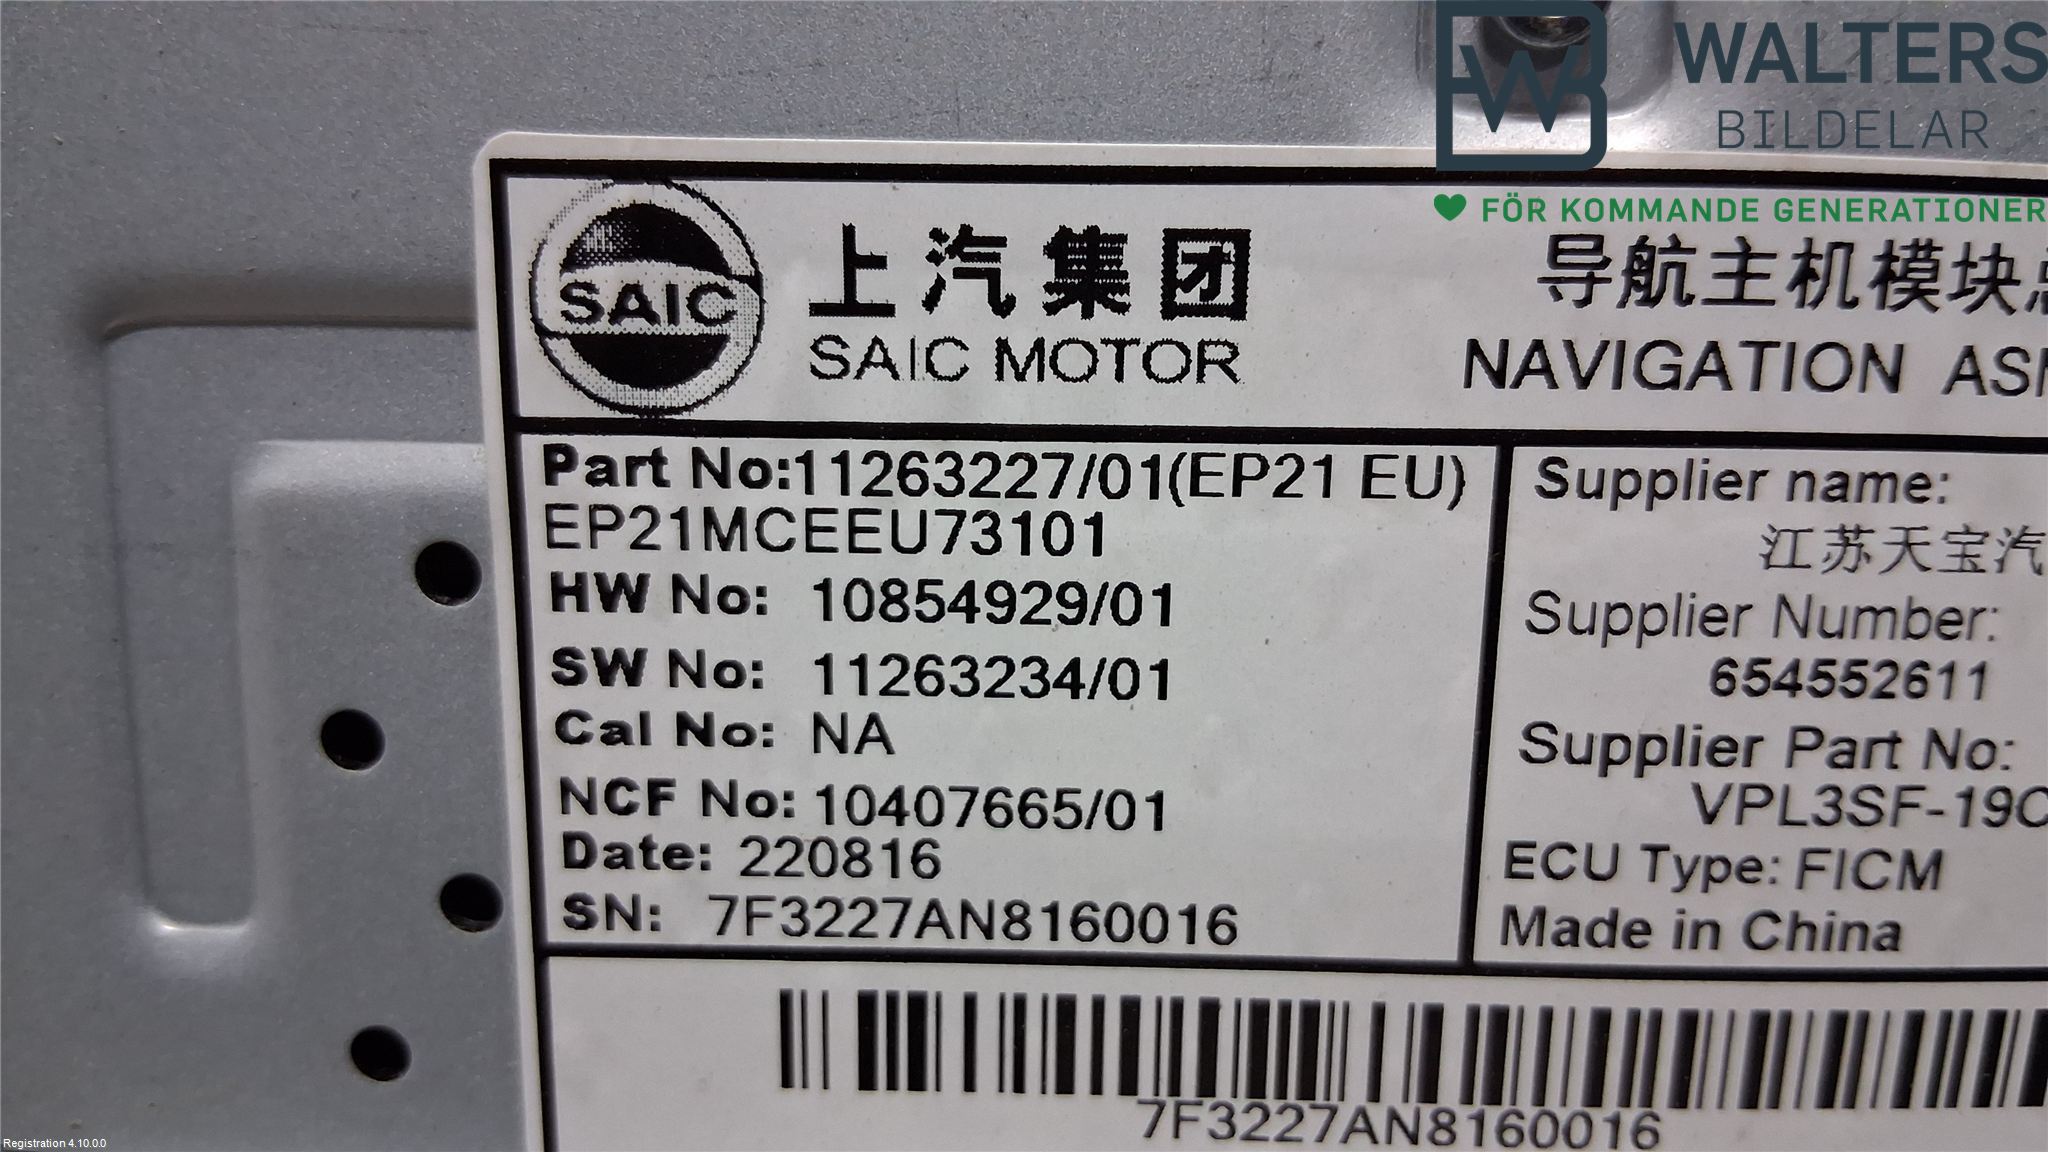 WALTERS
BILDELAR
FÖR KOMMANDE GENERATIONER
SAIC
上汽集团
SAIC MOTOR
导航主机模块
NAVIGATION
Part No:11263227/01(EP21 EU)
EP21MCEEEU73101
HW No: 10854929/01
SW No: 11263234/01
Cal No: NA
NCF No: 10407665/01
Date: 220816
SN: 7F3227AN8160016
Supplier name:
江苏天宝汽
Supplier Number:
654552611
Supplier Part No:
VPL3SF-19C
ECU Type: FICM
Made in China
7F3227AN8160016
Registration 4.10.0.0